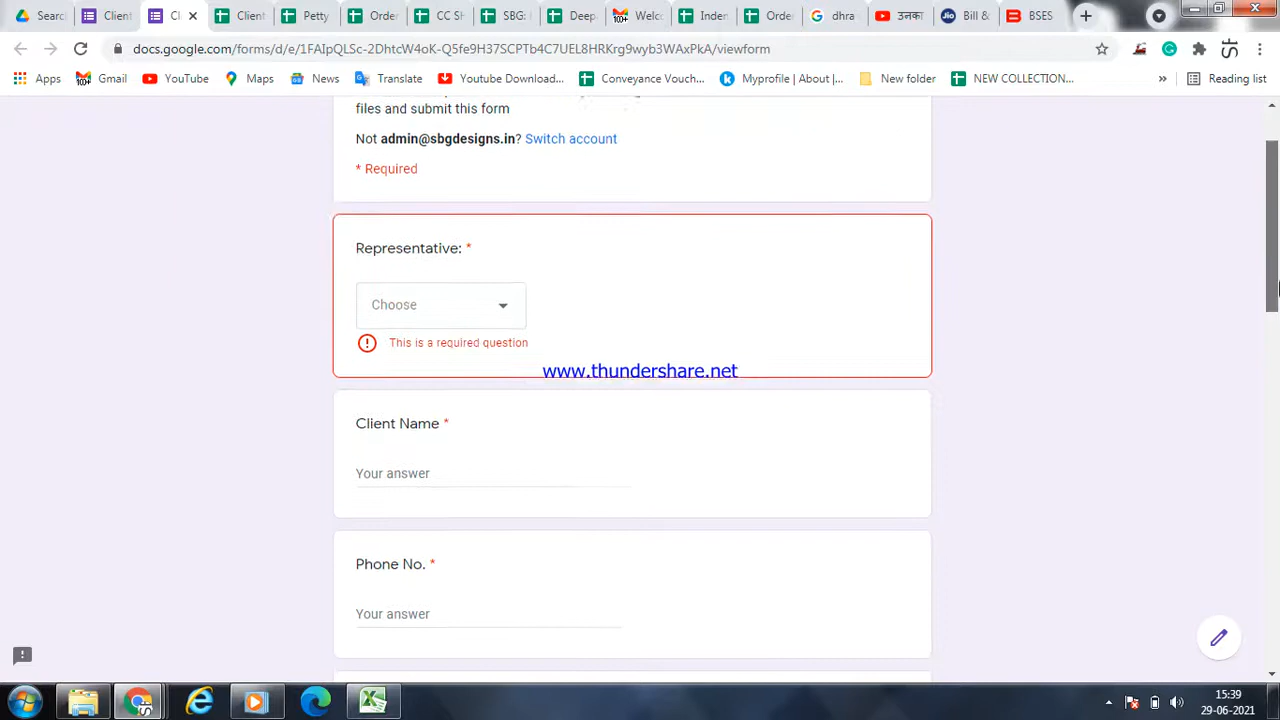 Searc
Client
Cl
Client
Petty
Orde
CC Sh
SBG
Deep
Welc
Inder
Ord
dhra
उनका
Bill &
BSES
docs.google.com/forms/d/e/1FAIpQLSc-2DhtcW4oK-Q5fe9H37SCPTb4C7UEL8HRKrg9wyb3WAxPkA/viewform
Apps
Gmail
YouTube
Maps
News
Translate
Youtube Download...
Conveyance Vouch...
Myprofile | About |...
New folder
NEW COLLECTION...
»
Reading list
files and submit this form
Not admin@sbgdesigns.in? Switch account
* Required
Representative: *
Choose
This is a required question
www.thundershare.net
Client Name *
Your answer
Phone No. *
Your answer
15:39
29-06-2021